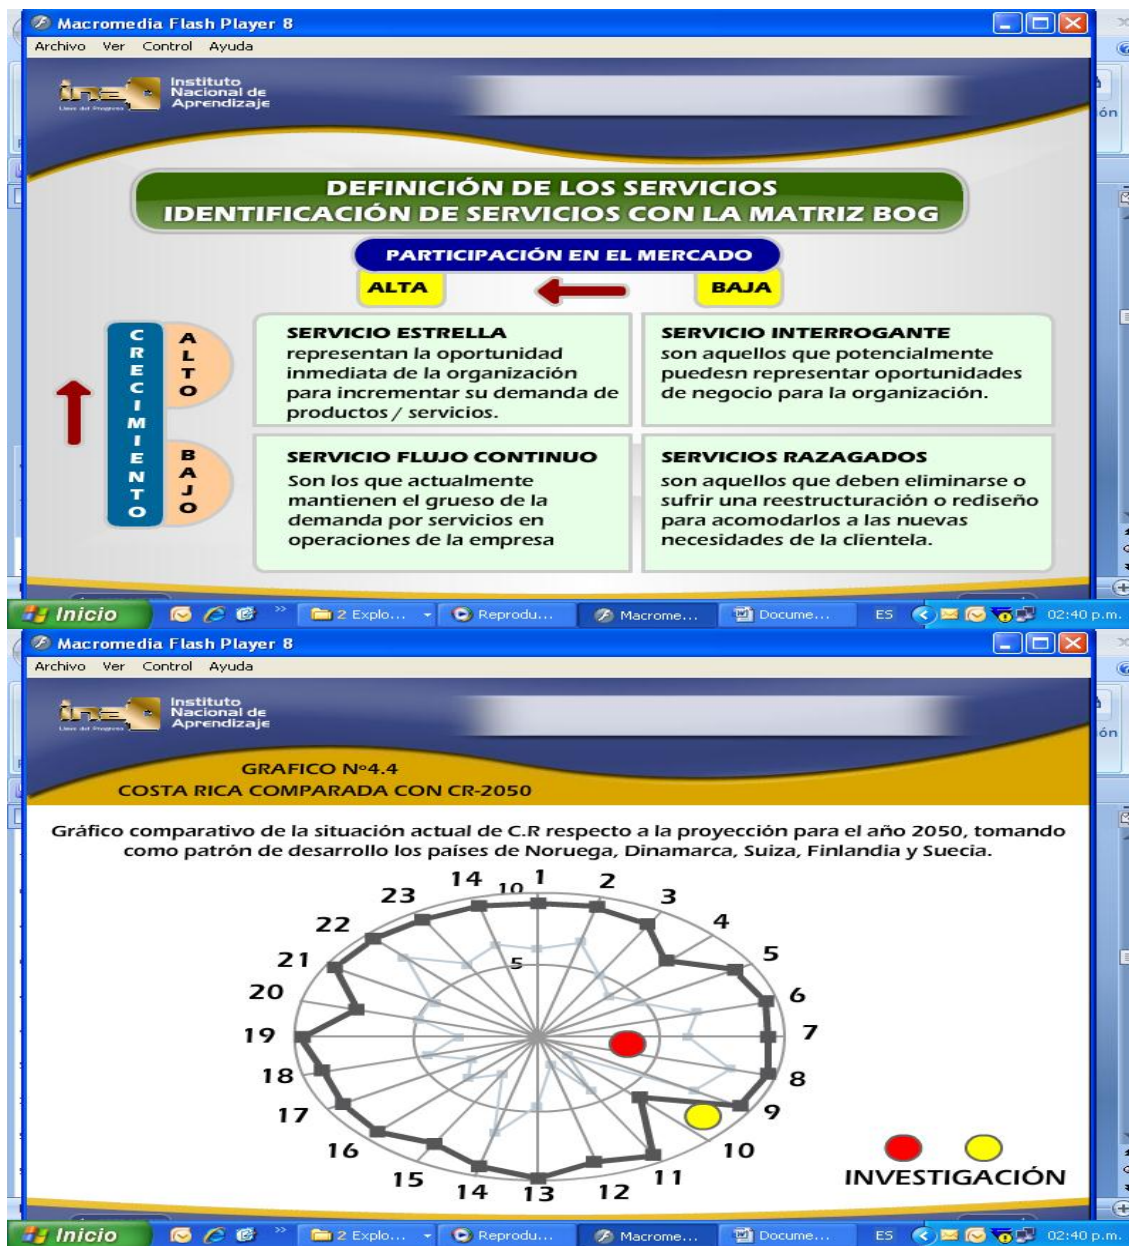 Macromedia Flash Player 8
Archivo Ver Control Ayuda
ina
Instituto
Nacional de
Aprendizaje
ón
DEFINICIÓN DE LOS SERVICIOS
IDENTIFICACIÓN DE SERVICIOS CON LA MATRIZ BOG
PARTICIPACIÓN EN EL MERCADO
ALTA
BAJA
CRECIMIENTO
ALTO
BAJO
SERVICIO ESTRELLA
representan la oportunidad
inmediata de la organización
para incrementar su demanda de
productos / servicios.
SERVICIO INTERROGANTE
son aquellos que potencialmente
puedesn representar oportunidades
de negocio para la organización.
SERVICIO FLUJO CONTINUO
Son los que actualmente
mantienen el grueso de la
demanda por servicios en
operaciones de la empresa
SERVICIOS RAZAGADOS
son aquellos que deben eliminarse o
sufrir una reestructuración o rediseño
para acomodarlos a las nuevas
necesidades de la clientela.
Inicio » 2 Explo... Reprodu... Macrome... Docume... ES 02:40 p.m.
Macromedia Flash Player 8
Archivo Ver Control Ayuda
ina
Instituto
Nacional de
Aprendizaje
ón
GRAFICO Nº4.4
COSTA RICA COMPARADA CON CR-2050
Gráfico comparativo de la situación actual de C.R respecto a la proyección para el año 2050, tomando
como patrón de desarrollo los países de Noruega, Dinamarca, Suiza, Finlandia y Suecia.
1
2
3
4
5
6
7
8
9
10
11
12
13
14
15
16
17
18
19
20
21
22
23
14
10
5
INVESTIGACIÓN
Inicio » 2 Explo... Reprodu... Macrome... Docume... ES 02:40 p.m.